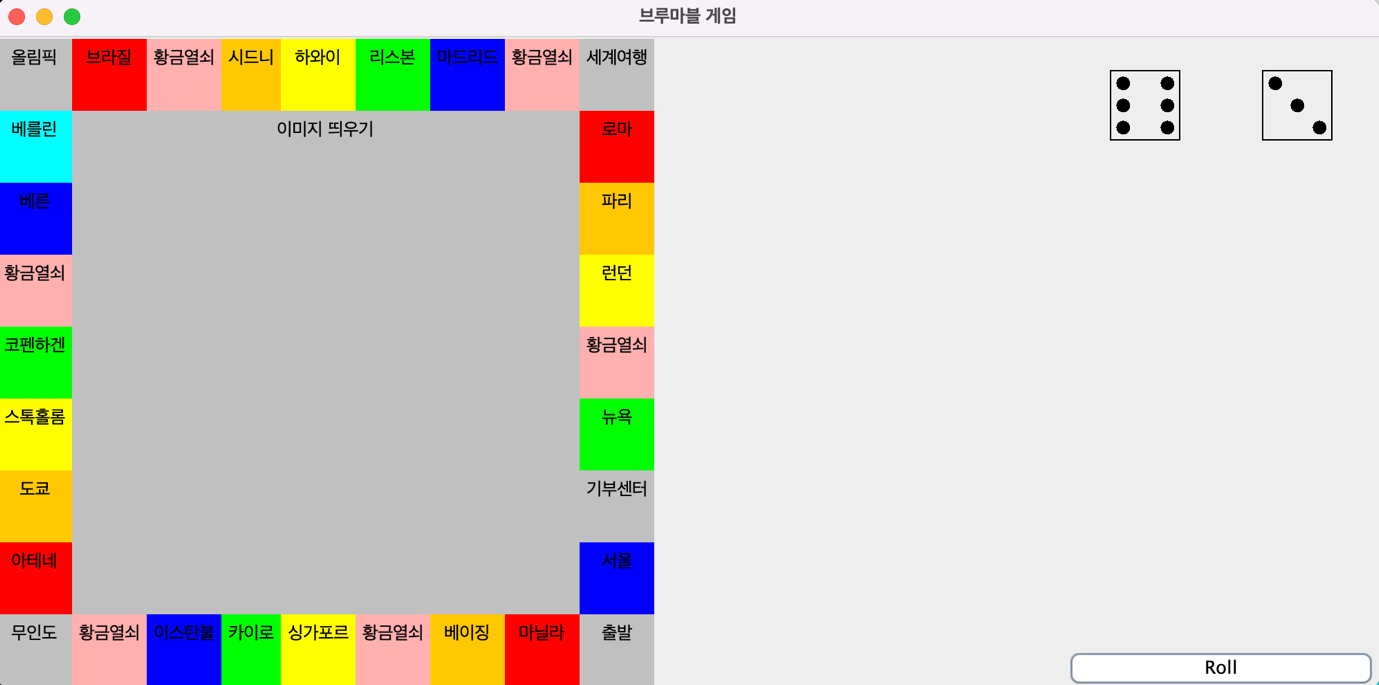 브루마블 게임
올림픽 브라질 황금열쇠 시드니 하와이 리스본 마드리드 황금열쇠 세계여행
베를린 이미지 띄우기 로마
베른 파리
황금열쇠 런던
코펜하겐 황금열쇠
스톡홀롬 뉴욕
도쿄 기부센터
아테네 서울
무인도 황금열쇠 이스탄불 카이로 싱가포르 황금열쇠 베이징 마닐라 출발
Roll